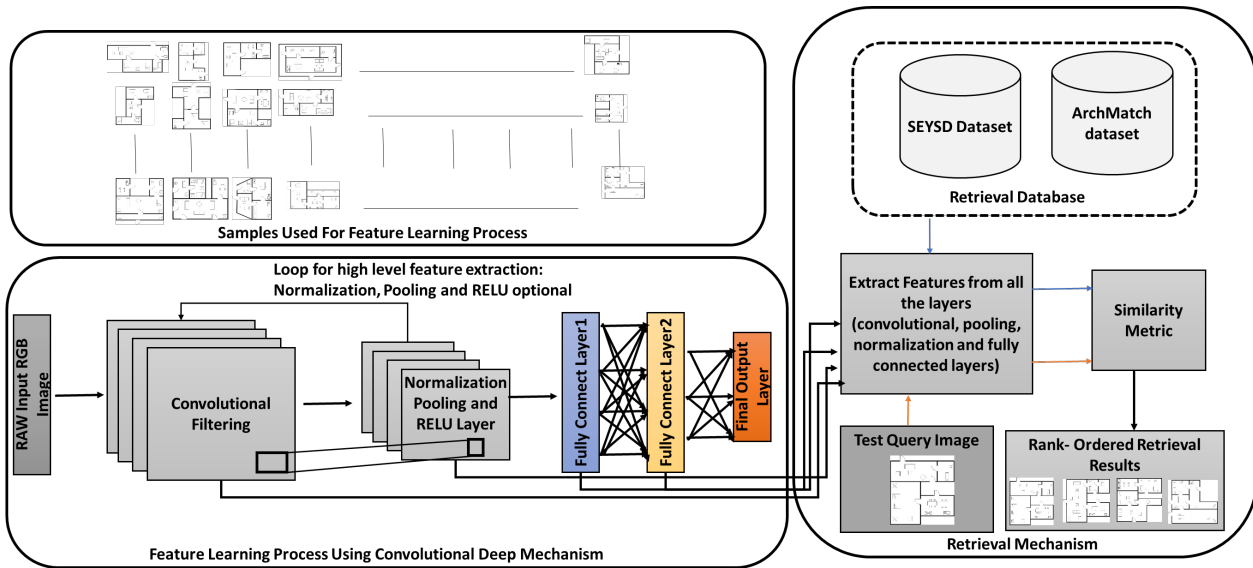 Samples Used For Feature Learning Process
Loop for high level feature extraction:
Normalization, Pooling and RELU optional
RAW Input RGB
Image
Convolutional
Filtering
Normalization
Pooling and
RELU Layer
Fully Connect Layer1
Fully Connect Layer2
Final Output
Layer
Feature Learning Process Using Convolutional Deep Mechanism
SEYSD Dataset
ArchMatch
dataset
Retrieval Database
Extract Features from all
the layers
(convolutional, pooling,
normalization and fully
connected layers)
Similarity
Metric
Test Query Image
Rank- Ordered Retrieval
Results
Retrieval Mechanism